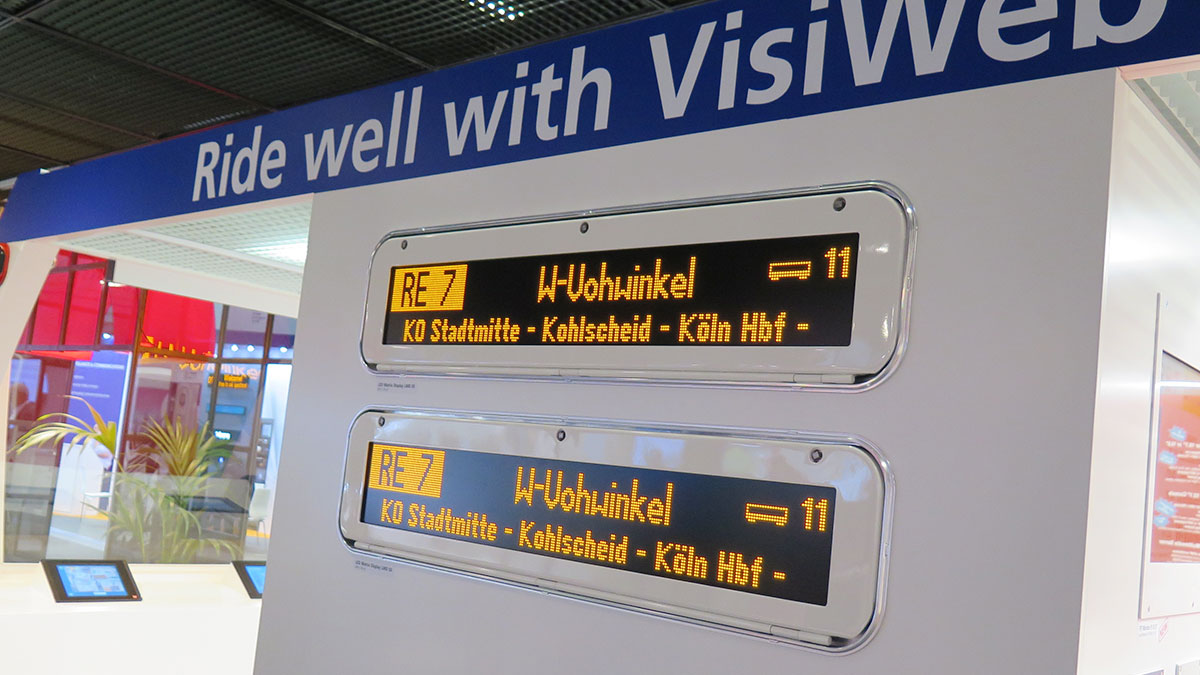 Ride well with VisiWeb
RE 7 W-Vohwinkel 11
KO Stadtmitte - Kohlscheid - Köln Hbf -
RE 7 W-Vohwinkel 11
KO Stadtmitte - Kohlscheid - Köln Hbf -